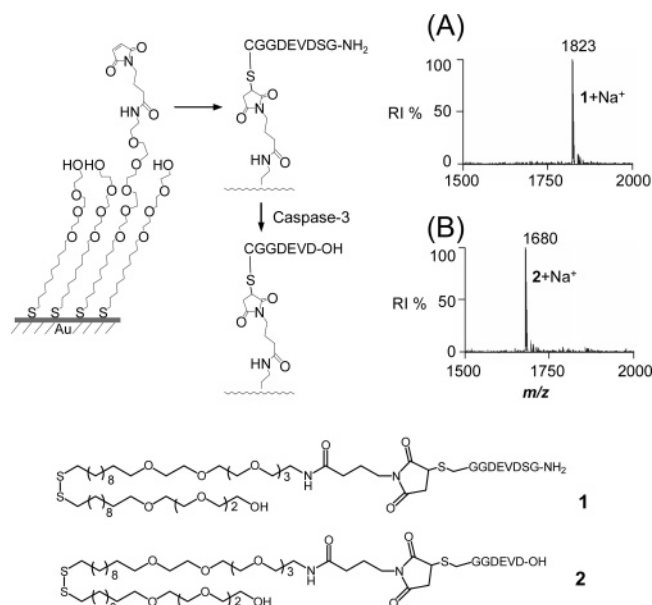 (A)
CGGDEVDSG-NH₂
S
O
N
O
O
HN
1823
100
RI %
50
0
1+Na⁺
1500 1750 2000
O
N
O
O
HN
O
O
HO HO HO
O O O O
O O O O
O O O O
S S S S
Au
Caspase-3
CGGDEVD-OH
S
O
N
O
O
HN
(B)
1680
100
RI %
50
0
2+Na⁺
1500 1750 2000
m/z
O O
S 8 O O O 3 N H N S GGDEVDSG-NH₂
S 8 O O 2 OH O
1
O O
S 8 O O O 3 N H N S GGDEVD-OH
S O O 2 OH O
2